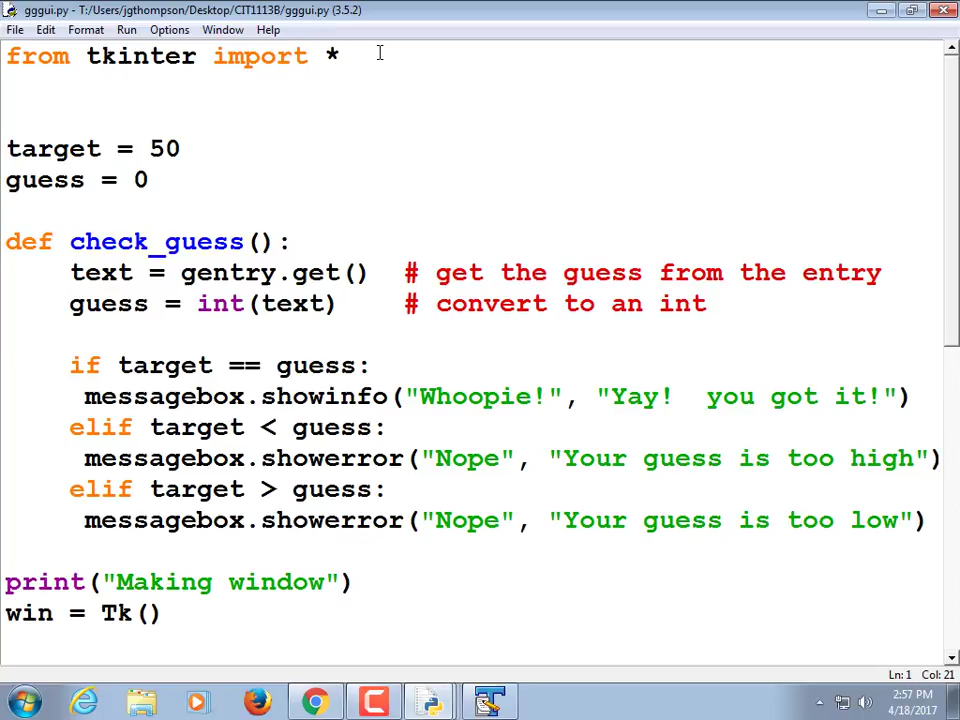 gggui.py - T:/Users/jgthompson/Desktop/CIT1113B/gggui.py (3.5.2)
File Edit Format Run Options Window Help
from tkinter import *
target = 50
guess = 0
def check_guess():
text = gentry.get() # get the guess from the entry
guess = int(text) # convert to an int
if target == guess:
messagebox.showinfo("Whoopie!", "Yay!  you got it!")
elif target < guess:
messagebox.showerror("Nope", "Your guess is too high")
elif target > guess:
messagebox.showerror("Nope", "Your guess is too low")
print("Making window")
win = Tk()
Ln: 1 Col: 21
2:57 PM
4/18/2017